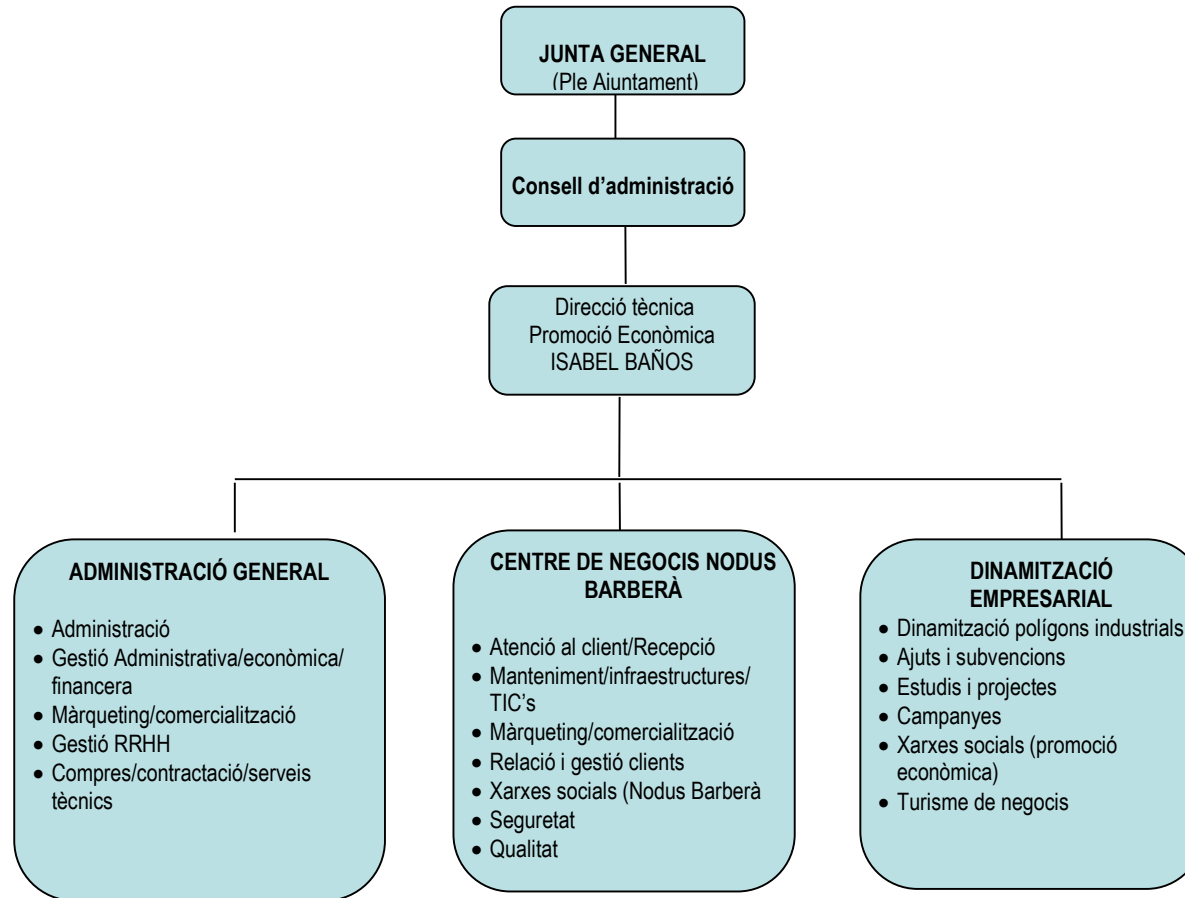 JUNTA GENERAL
(Ple Ajuntament)
Consell d'administració
Direcció tècnica
Promoció Econòmica
ISABEL BAÑOS
ADMINISTRACIÓ GENERAL
• Administració
• Gestió Administrativa/econòmica/
financera
• Màrqueting/comercialització
• Gestió RRHH
• Compres/contractació/serveis
tècnics
CENTRE DE NEGOCIS NODUS
BARBERÀ
• Atenció al client/Recepció
• Manteniment/infraestructures/
TIC's
• Màrqueting/comercialització
• Relació i gestió clients
• Xarxes socials (Nodus Barberà
• Seguretat
• Qualitat
DINAMITZACIÓ
EMPRESARIAL
• Dinamització polígons industrials
• Ajuts i subvencions
• Estudis i projectes
• Campanyes
• Xarxes socials (promoció
econòmica)
• Turisme de negocis